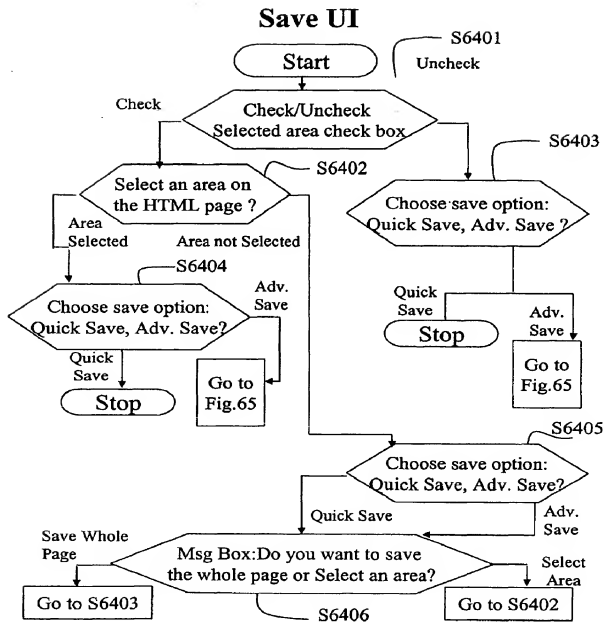 Save UI
S6401
Start
Uncheck
Check
Check/Uncheck
Selected area check box
S6403
S6402
Select an area on
the HTML page ?
Choose save option:
Quick Save, Adv. Save ?
Area
Selected
Area not Selected
S6404
Choose save option:
Quick Save, Adv. Save?
Adv.
Save
Quick
Save
Stop
Adv.
Save
Go to
Fig.65
Quick
Save
Stop
Go to
Fig.65
S6405
Choose save option:
Quick Save, Adv. Save?
Quick Save
Adv.
Save
Save Whole
Page
Msg Box:Do you want to save
the whole page or Select an area?
Select
Area
Go to S6403
S6406
Go to S6402